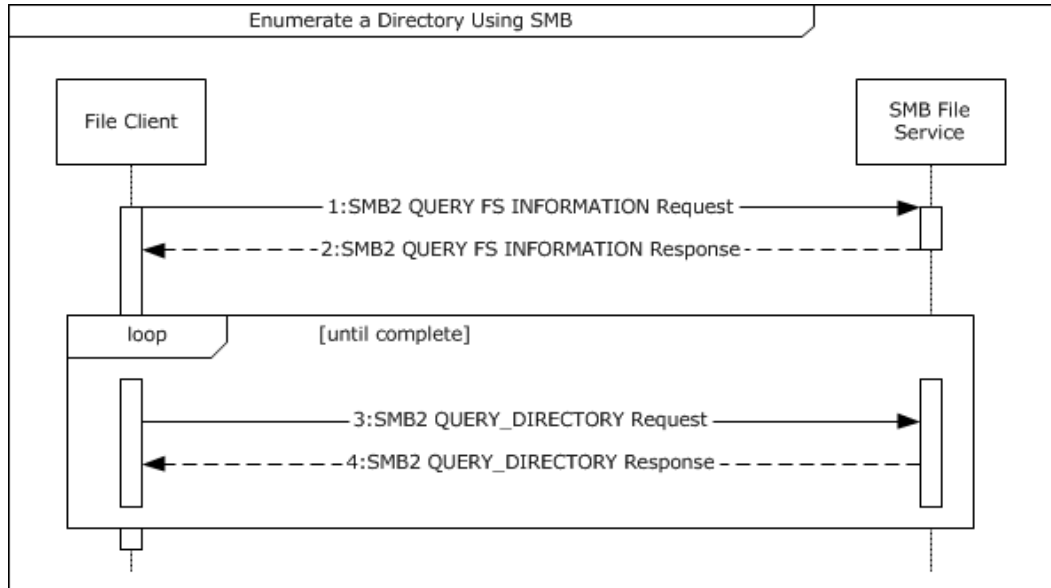 Enumerate a Directory Using SMB
File Client
SMB File
Service
1:SMB2 QUERY FS INFORMATION Request
2:SMB2 QUERY FS INFORMATION Response
loop
[until complete]
3:SMB2 QUERY_DIRECTORY Request
4:SMB2 QUERY_DIRECTORY Response